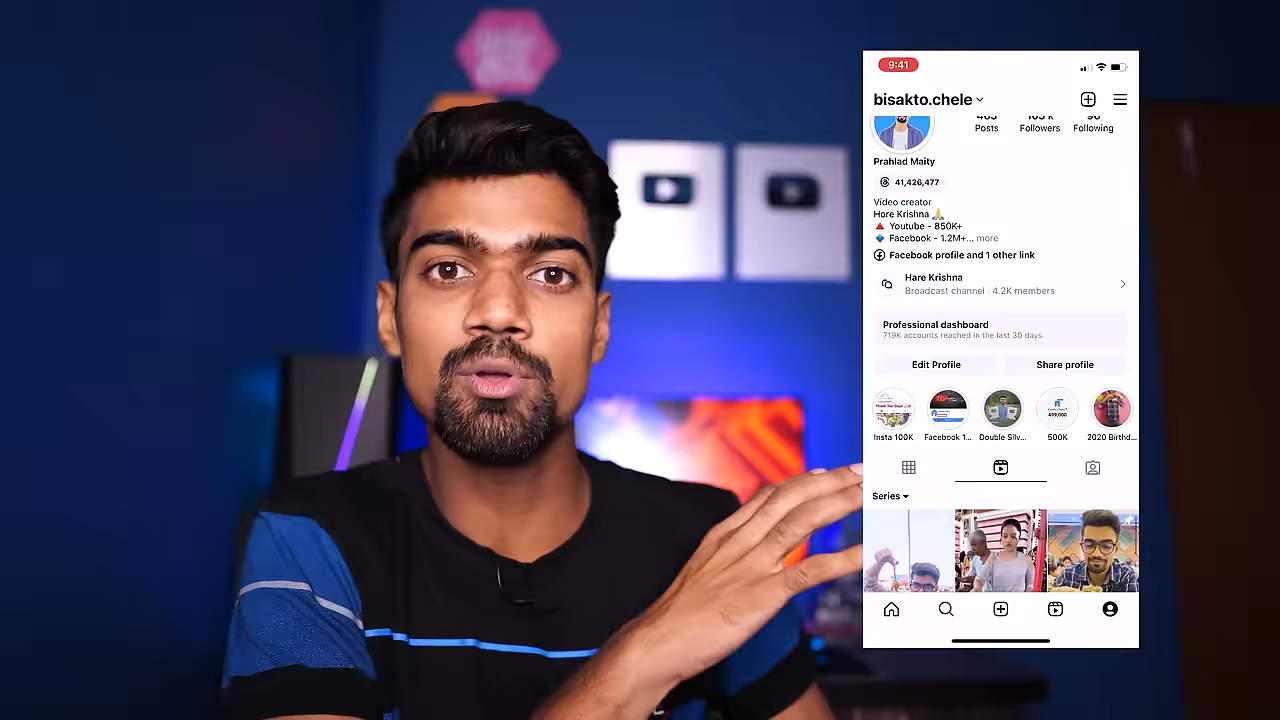 9:41
bisakto.chele
Posts Followers Following
Prahlad Maity
41,426,477
Video creator
Hore Krishna 🙏
🔺 Youtube - 850K+
🔷 Facebook - 1.2M+... more
Facebook profile and 1 other link
Hare Krishna
Broadcast channel · 4.2K members
Professional dashboard
719K accounts reached in the last 30 days.
Edit Profile Share profile
Insta 100K Facebook 1... Double Silv... 500K 2020 Birthd...
Series